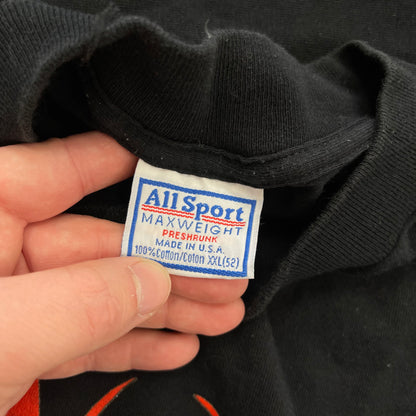 All Sport
MAXWEIGHT
PRESHRUNK
MADE IN U.S.A.
100% Cotton/Coton XXL(52)